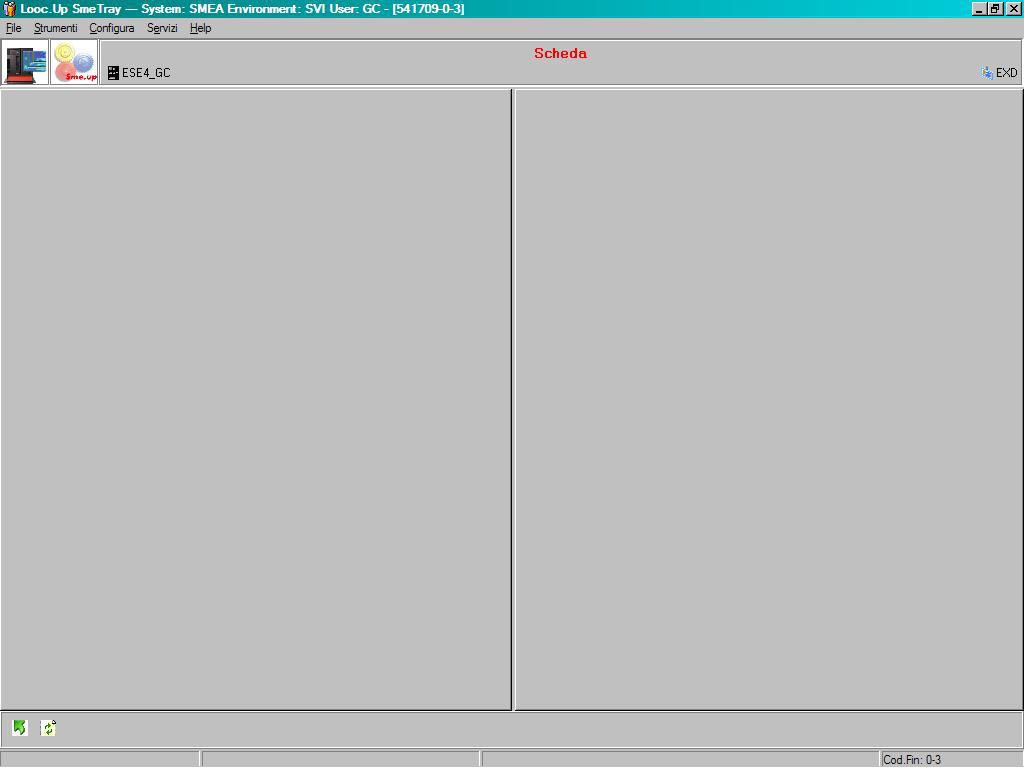 Looc.Up SmeTray — System: SMEA Environment: SVI User: GC - [541709-0-3]
File Strumenti Configura Servizi Help
Scheda
Sme.up ESE4_GC EXD
Cod.Fin: 0-3